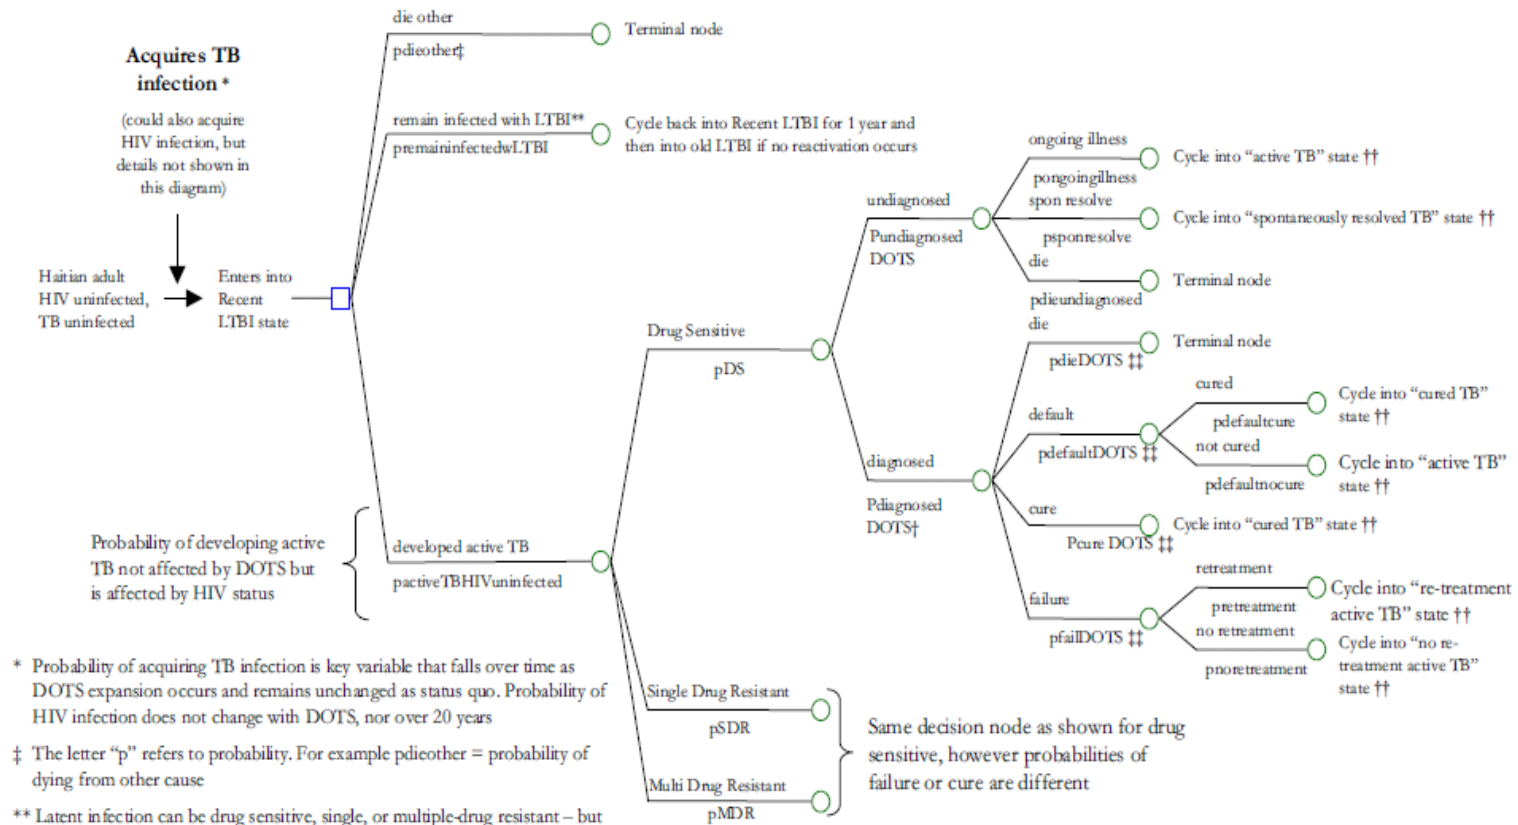 die other
pdieother‡
Terminal node
Acquires TB
infection *
(could also acquire
HIV infection, but
details not shown in
this diagram)
remain infected with LTBI**
premaininfectedwLTBI
Cycle back into Recent LTBI for 1 year and
then into old LTBI if no reactivation occurs
Haitian adult
HIV uninfected,
TB uninfected
Enters into
Recent
LTBI state
ongoing illness
pongoingillness
Cycle into “active TB” state ††
undiagnosed
Pundiagnosed
DOTS
spon resolve
psponresolve
Cycle into “spontaneously resolved TB” state ††
die
pdieundiagnosed
Terminal node
Drug Sensitive
pDS
die
pdieDOTS ‡‡
Terminal node
default
pdefaultDOTS ‡‡
cured
pdefaultcure
Cycle into “cured TB”
state ††
not cured
pdefaultnocure
Cycle into “active TB”
state ††
diagnosed
Pdiagnosed
DOTS†
cure
Pcure DOTS ‡‡
Cycle into “cured TB” state ††
failure
pfailDOTS ‡‡
retreatment
pretreatment
Cycle into “re-treatment
active TB” state ††
no retreatment
pnoretreatment
Cycle into “no re-
treatment active TB”
state ††
Probability of developing active
TB not affected by DOTS but
is affected by HIV status
developed active TB
pactiveTBHIVuninfected
Single Drug Resistant
pSDR
Multi Drug Resistant
pMDR
Same decision node as shown for drug
sensitive, however probabilities of
failure or cure are different
* Probability of acquiring TB infection is key variable that falls over time as
DOTS expansion occurs and remains unchanged as status quo. Probability of
HIV infection does not change with DOTS, nor over 20 years
‡ The letter “p” refers to probability. For example pdieother = probability of
dying from other cause
** Latent infection can be drug sensitive, single, or multiple-drug resistant – but